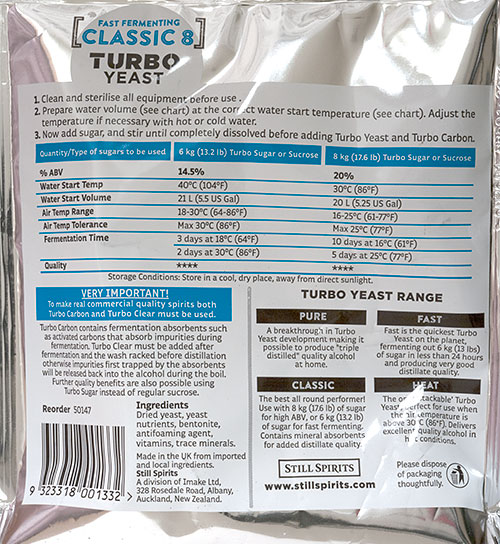 FAST FERMENTING
CLASSIC 8
TURBO
YEAST
1. Clean and sterilise all equipment before use.
2. Prepare water volume (see chart) at the correct water start temperature (see chart). Adjust the
temperature if necessary with hot or cold water.
3. Now add sugar, and stir until completely dissolved before adding Turbo Yeast and Turbo Carbon.
Quantity/Type of sugars to be used 6 kg (13.2 lb) Turbo Sugar or Sucrose 8 kg (17.6 lb) Turbo Sugar or Sucrose
% ABV 14.5% 20%
Water Start Temp 40°C (104°F) 30°C (86°F)
Water Start Volume 21 L (5.5 US Gal) 20 L (5.25 US Gal)
Air Temp Range 18-30°C (64-86°F) 16-25°C (61-77°F)
Air Temp Tolerance Max 30°C (86°F) Max 25°C (77°F)
Fermentation Time 3 days at 18°C (64°F) 10 days at 16°C (61°F)
2 days at 30°C (86°F) 5 days at 25°C (77°F)
Quality **** ****
Storage Conditions: Store in a cool, dry place, away from direct sunlight.
VERY IMPORTANT!
To make real commercial quality spirits both
Turbo Carbon and Turbo Clear must be used.
Turbo Carbon contains fermentation absorbents such
as activated carbons that absorb impurities during
fermentation. Turbo Clear must be added after
fermentation and the wash racked before distillation
otherwise impurities first trapped by the absorbents
will be released back into the alcohol during the boil.
Further quality benefits are also possible using
Turbo Sugar instead of regular sucrose.
Reorder 50147
9 323318 001332 >
Ingredients
Dried yeast, yeast
nutrients, bentonite,
antifoaming agent,
vitamins, trace minerals.
Made in the UK from imported
and local ingredients.
Still Spirits
A division of Imake Ltd,
328 Rosedale Road, Albany,
Auckland, New Zealand.
TURBO YEAST RANGE
PURE
A breakthrough in Turbo
Yeast development making it
possible to produce "triple
distilled" quality alcohol
at home.
FAST
Fast is the quickest Turbo
Yeast on the planet,
fermenting out 6 kg (13 lbs)
of sugar in less than 24 hours
and producing very good
distillate quality.
CLASSIC
The best all round performer!
Use with 8 kg (17.6 lb) of sugar
for high ABV, or 6 kg (13.2 lb)
of sugar for fast fermenting.
Contains mineral absorbents
for added distillate quality.
HEAT
The only 'attackable' Turbo
Yeast, perfect for use when
the air temperature is
above 30°C (86°F). Delivers
excellent quality alcohol in
hot conditions.
STILL SPIRITS
www.stillspirits.com
Please dispose
of packaging
thoughtfully.